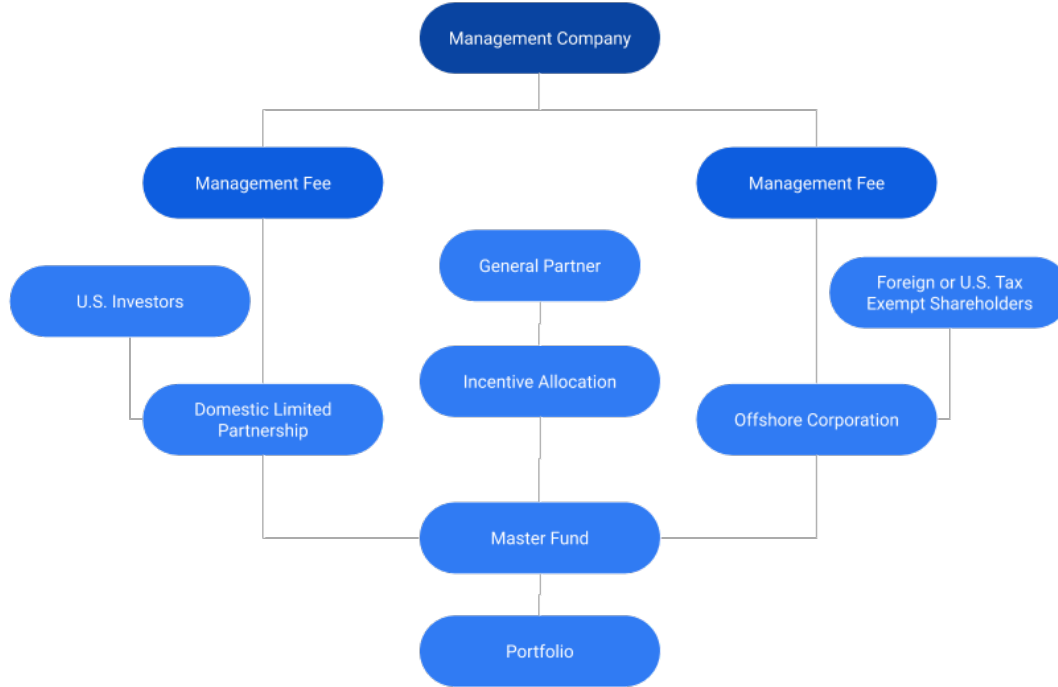 Management Company
Management Fee
Management Fee
General Partner
U.S. Investors
Foreign or U.S. Tax
Exempt Shareholders
Incentive Allocation
Domestic Limited
Partnership
Offshore Corporation
Master Fund
Portfolio